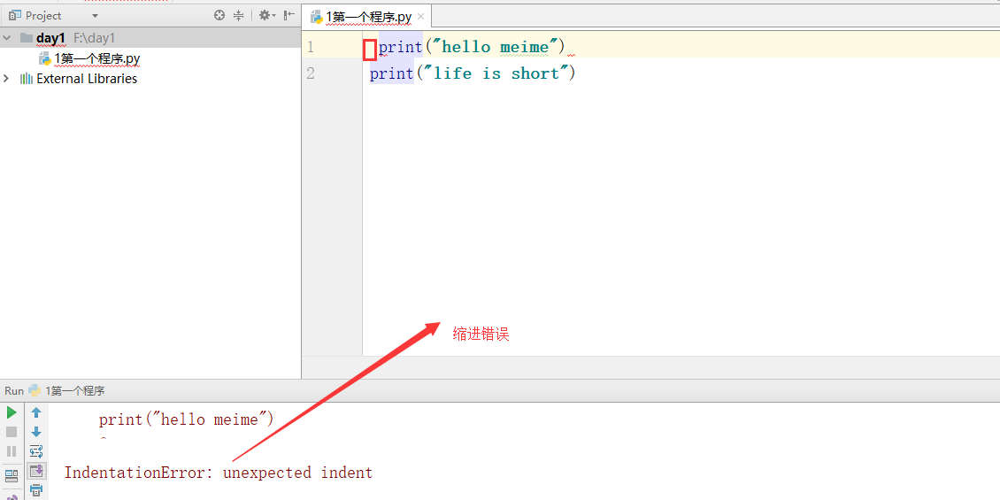 Project
1第一个程序.py
day1 F:\day1
1第一个程序.py
External Libraries
1 print("hello meime")
2 print("life is short")
缩进错误
Run 1第一个程序
print("hello meime")
^
IndentationError: unexpected indent